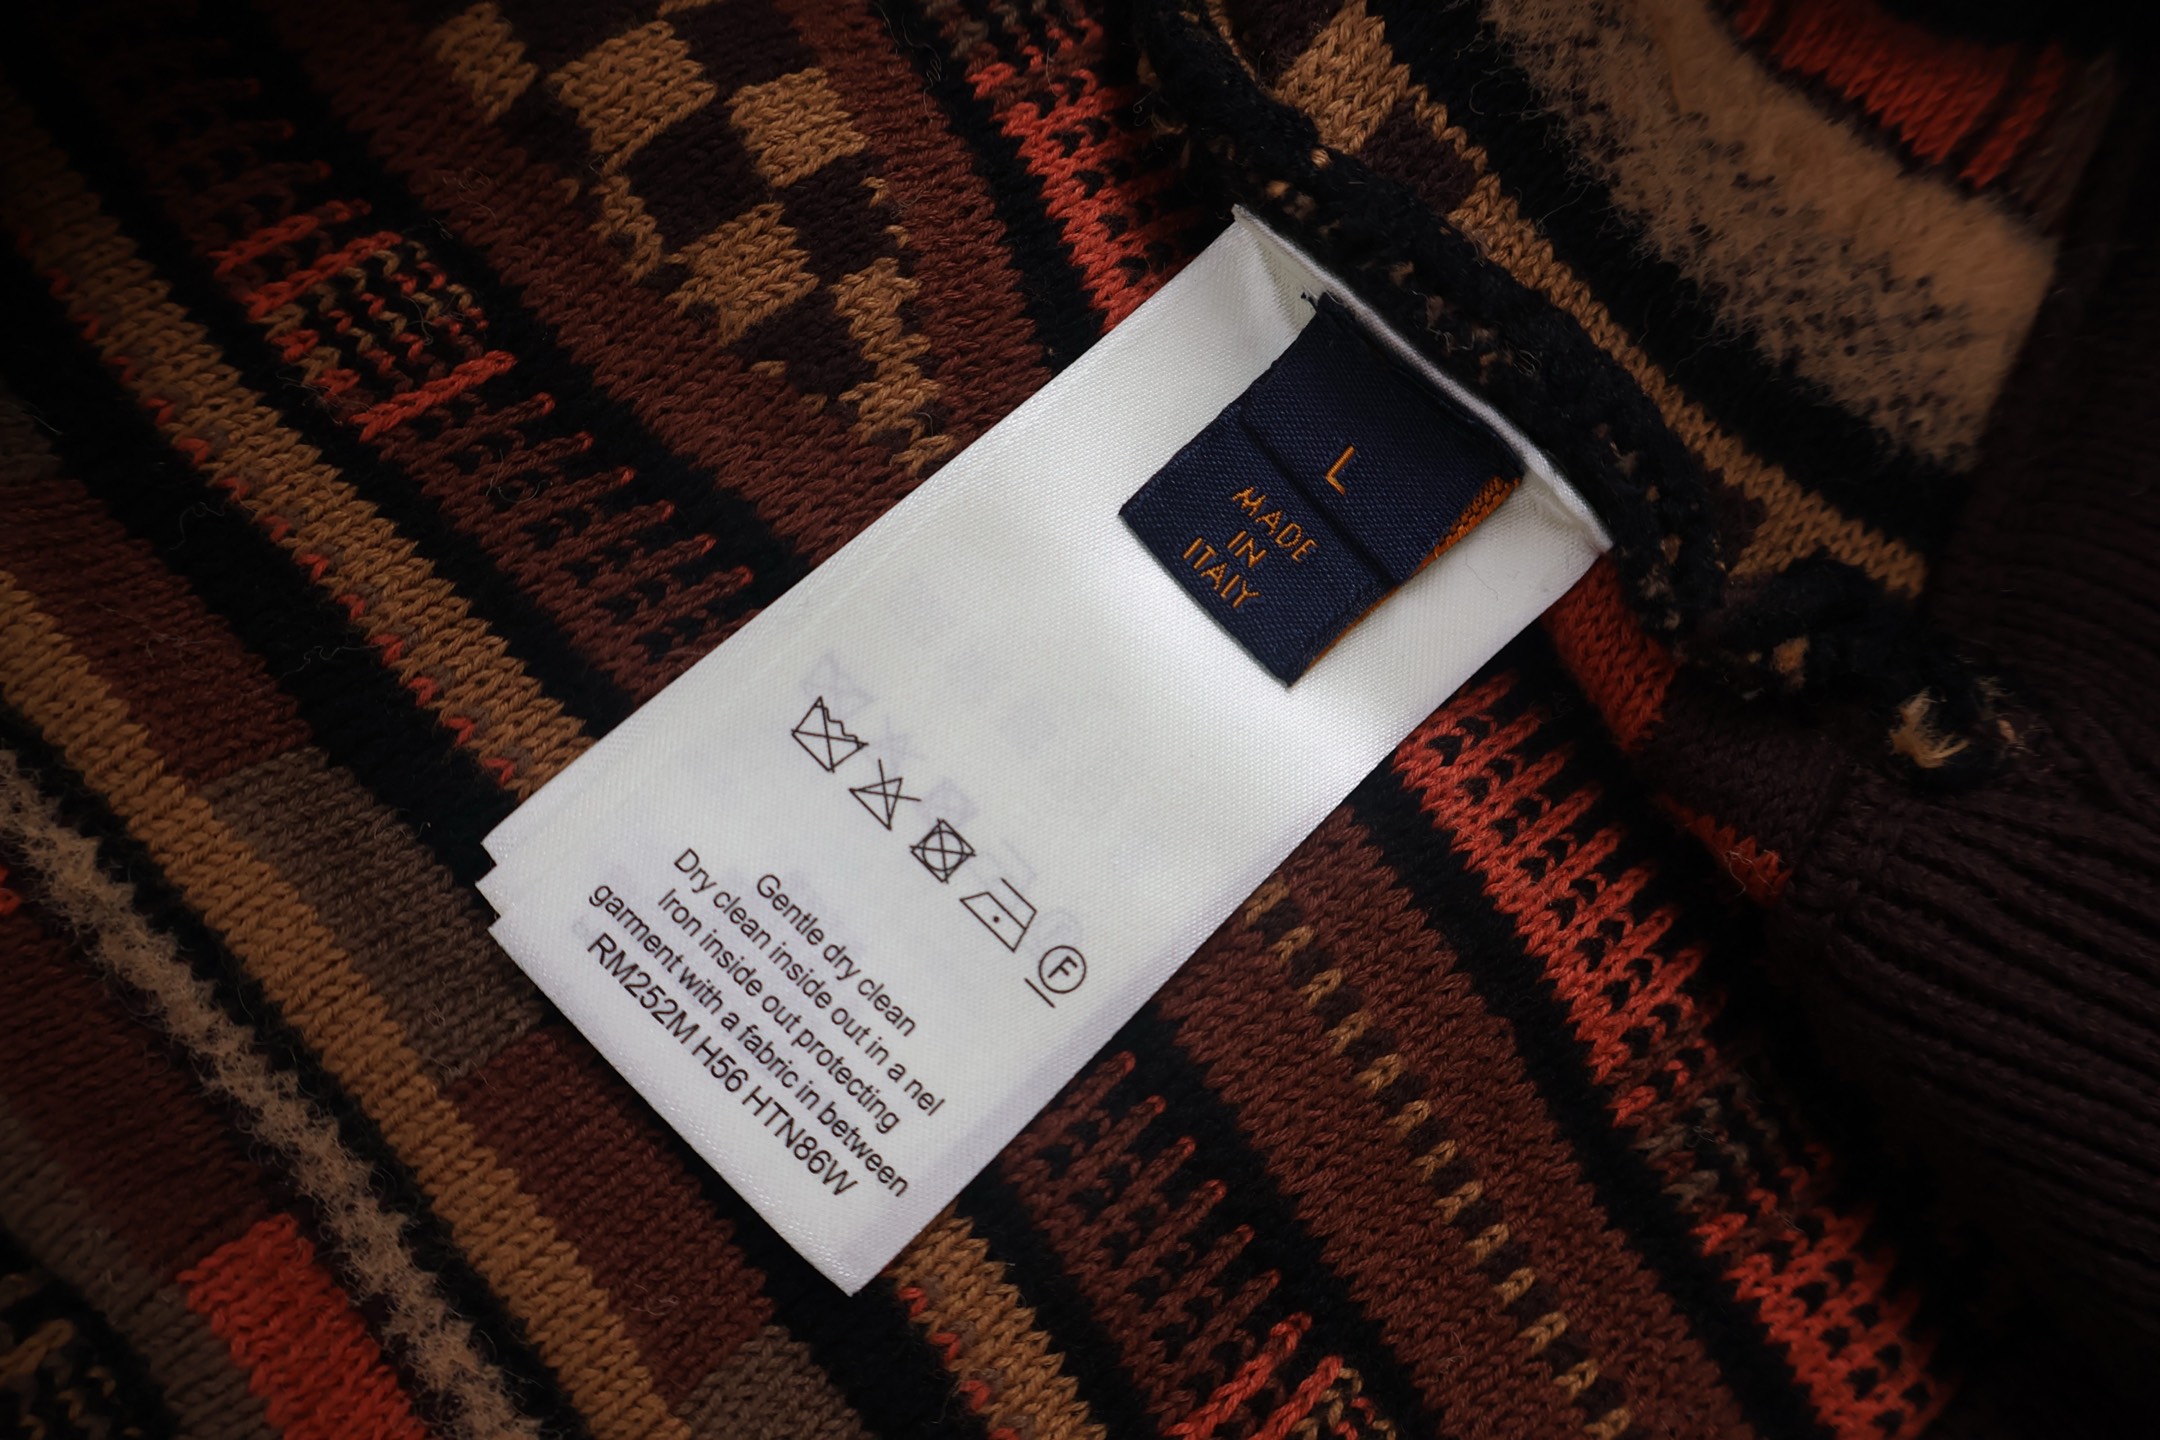 L
MADE
IN
ITALY
F
Gentle dry clean
Dry clean inside out in a nel
Iron inside out protecting
garment with a fabric in between
RM252M H56 HTN86W